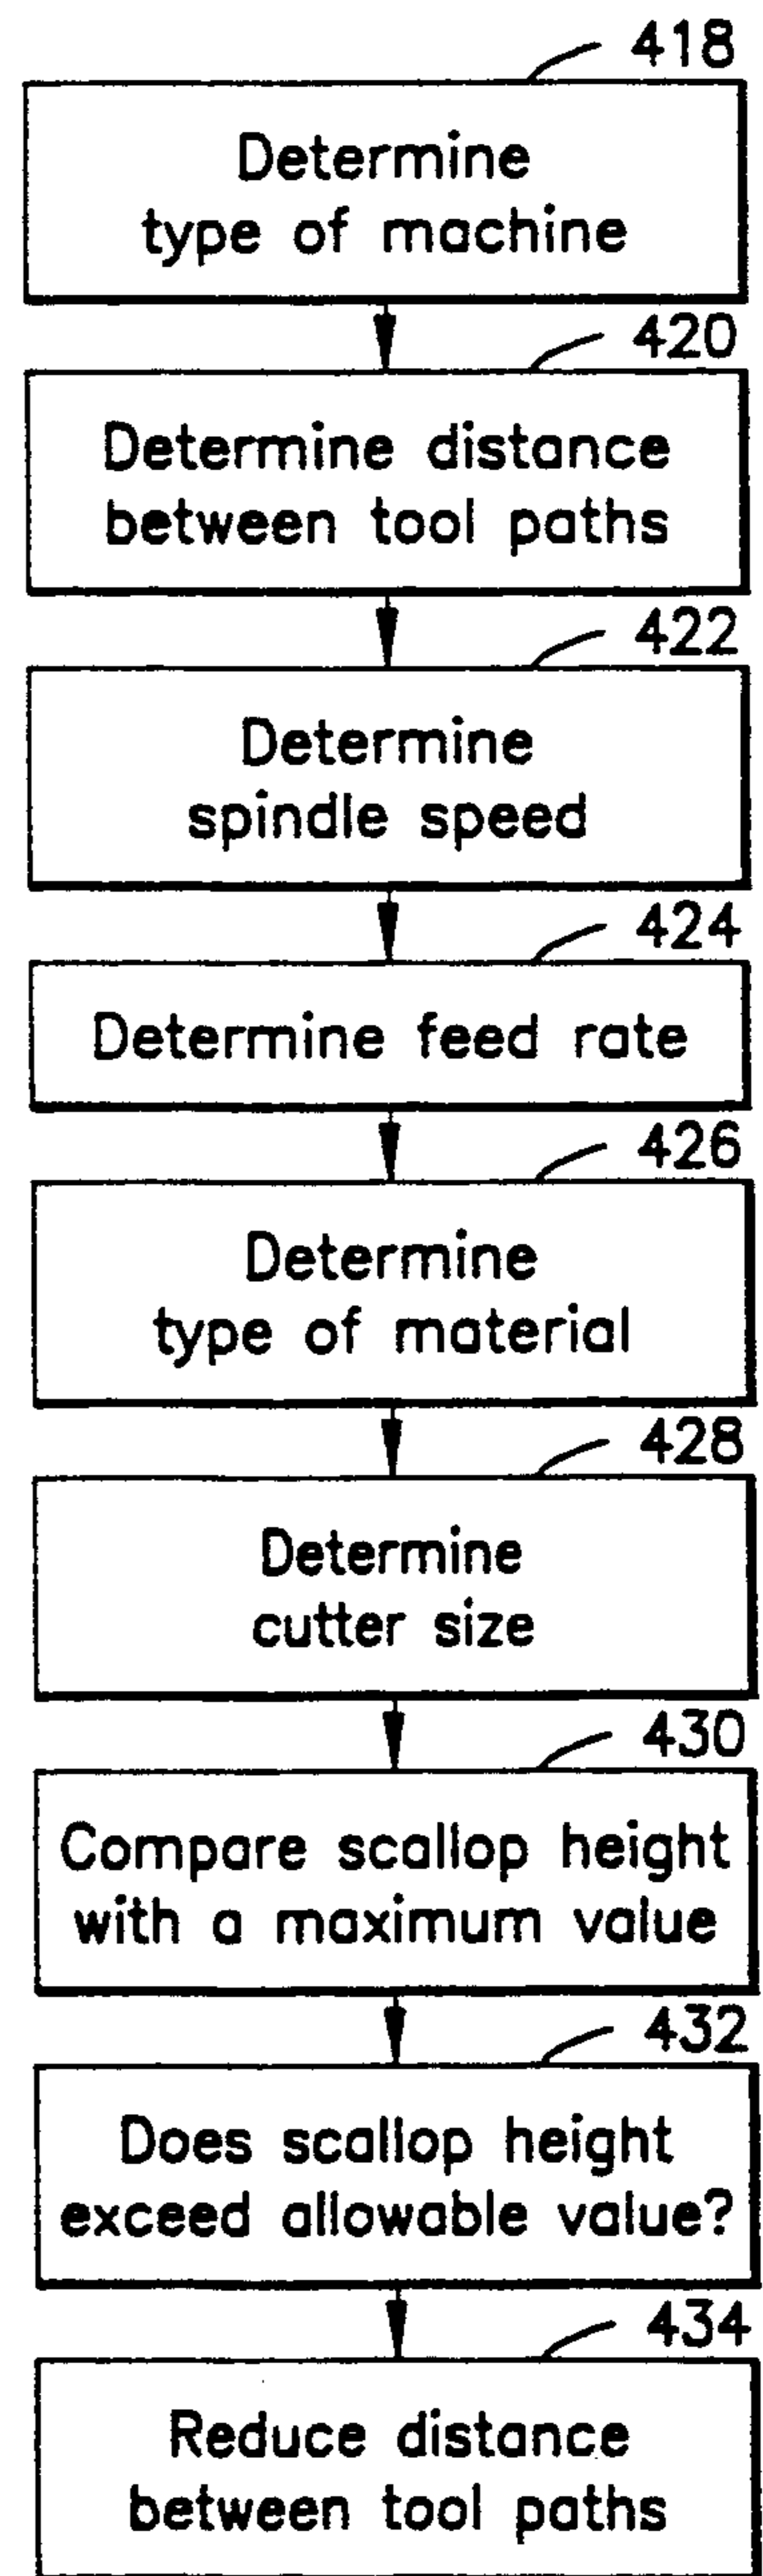 418
Determine
type of machine
420
Determine distance
between tool paths
422
Determine
spindle speed
424
Determine feed rate
426
Determine
type of material
428
Determine
cutter size
430
Compare scallop height
with a maximum value
432
Does scallop height
exceed allowable value?
434
Reduce distance
between tool paths